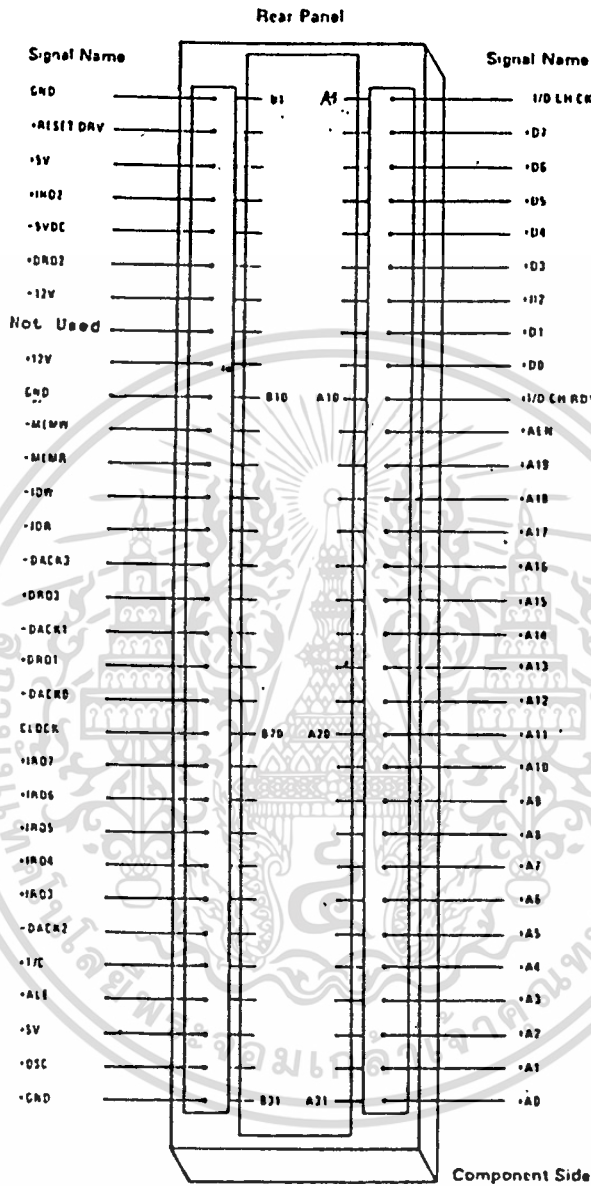 Rear Panel
Signal Name
Signal Name
GND
B1
A1
I/O CH CK
+RESET DRV
+D7
+5V
+D6
+IRQ2
+D5
-5VDC
+D4
+DRQ2
+D3
-12V
+D2
Not Used
+D1
+12V
+D0
GND
B10
A10
+I/O CH RDY
-MEMW
+AEN
-MEMR
+A19
-IOW
+A18
-IOR
+A17
-DACK3
+A16
+DRQ3
+A15
-DACK1
+A14
+DRQ1
+A13
-DACK0
+A12
CLOCK
B20
A20
+A11
+IRQ7
+A10
+IRQ6
+A9
+IRQ5
+A8
+IRQ4
+A7
+IRQ3
+A6
-DACK2
+A5
+T/C
+A4
+ALE
+A3
+5V
+A2
+OSC
+A1
+GND
B31
A31
+A0
Component Side